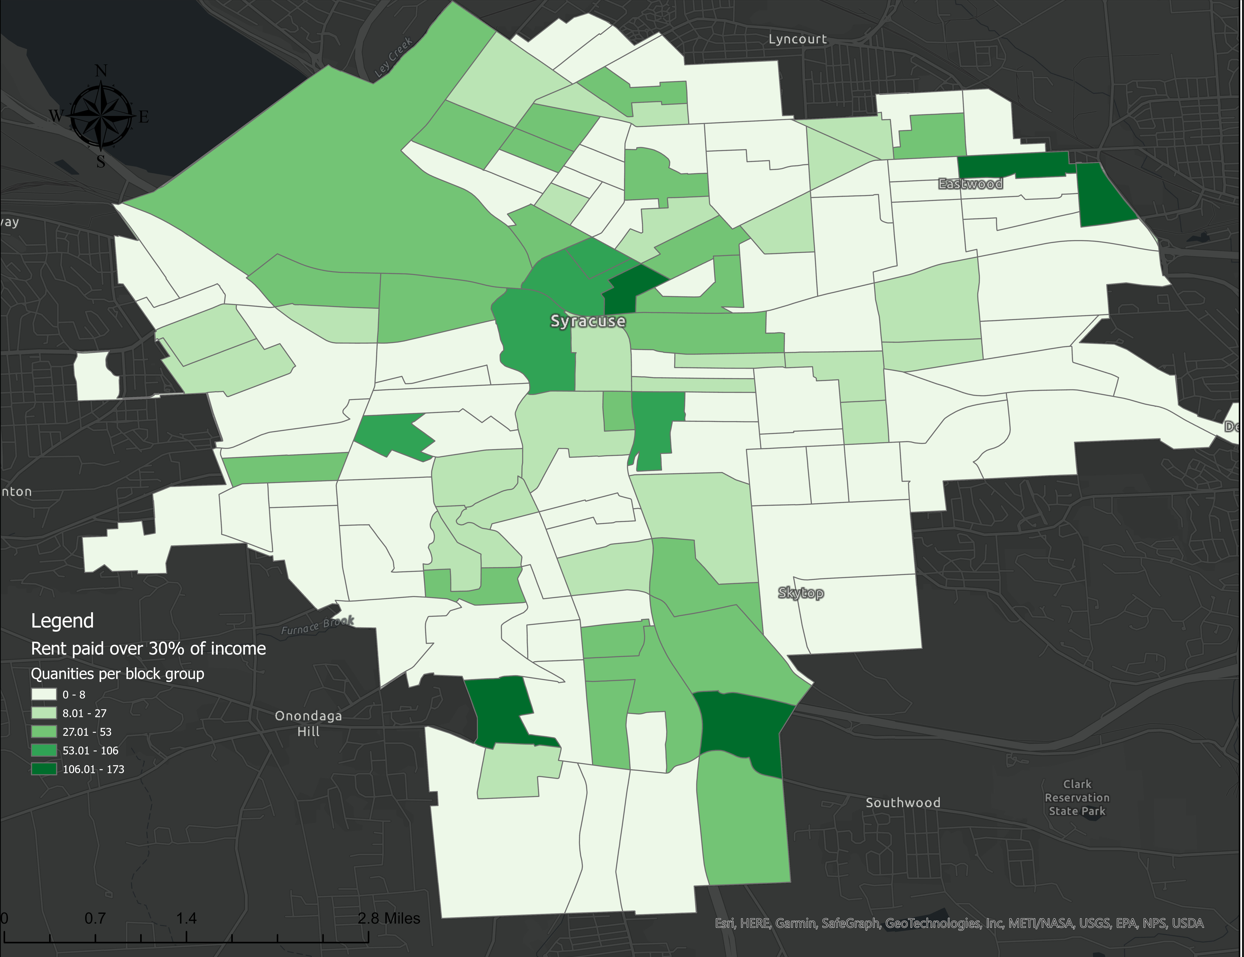 Lyncourt
Ley Creek
N
W
E
S
Eastwood
way
Syracuse
De
nton
Skytop
Legend
Furnace Brook
Rent paid over 30% of income
Quanities per block group
0 - 8
8.01 - 27
27.01 - 53
53.01 - 106
106.01 - 173
Onondaga
Hill
Clark
Reservation
State Park
Southwood
0
0.7
1.4
2.8 Miles
Esri, HERE, Garmin, SafeGraph, GeoTechnologies, Inc, METI/NASA, USGS, EPA, NPS, USDA